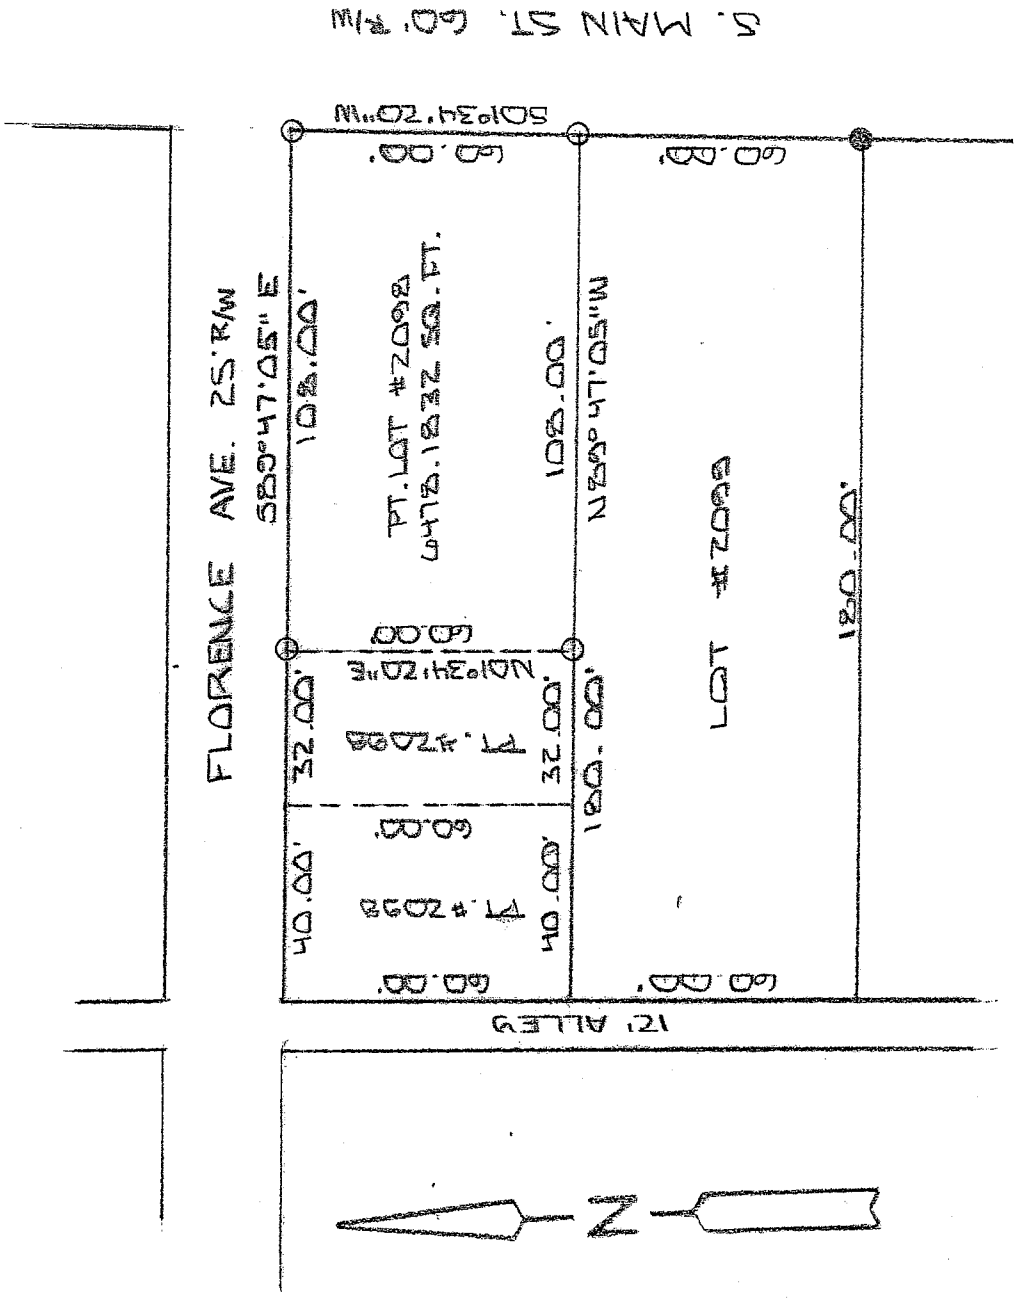 S. MAIN ST. 60' R/W
S01°34'20"W
60.00'
60.00'
FLORENCE AVE. 25' R/W
S89°47'05" E
108.00'
PT. LOT #2098
6478.1832 SQ. FT.
108.00'
N89°47'05"W
60.00'
N01°34'20"E
32.00'
PT. #2098
32.00'
180.00'
LOT #2099
180.00'
60.00'
40.00'
PT. #2098
40.00'
60.00'
60.00'
12' ALLEY
N